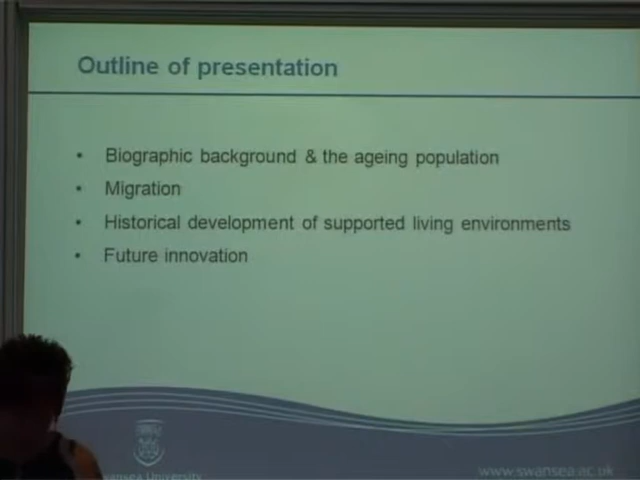 Outline of presentation
• Biographic background & the ageing population
• Migration
• Historical development of supported living environments
• Future innovation
University
www.swansea.ac.uk